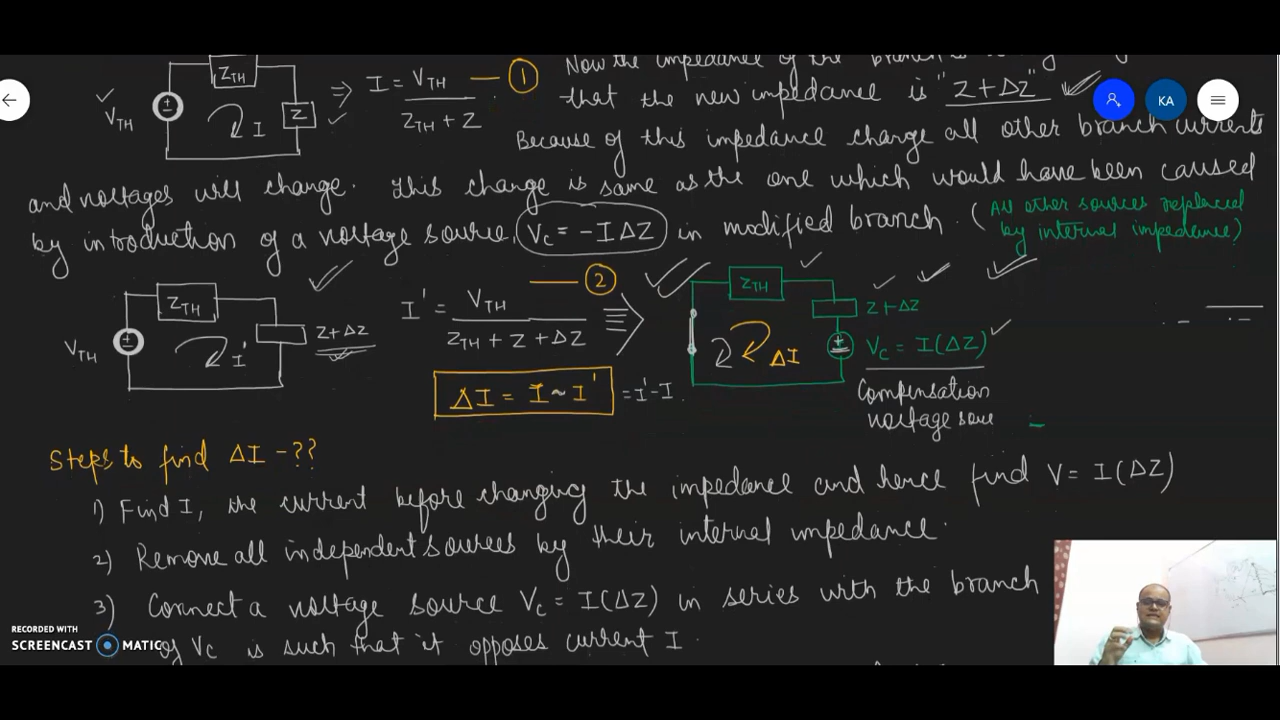 Z_TH
V_TH
I
Z
⇒ I = V_TH / (Z_TH + Z) — ①
Now the impedance of the branch is
that the new impedance is "Z + ΔZ"
KA
Because of this impedance change all other branch currents
and voltages will change. This change is same as the one which would have been caused
by introduction of a voltage source, V_C = - I ΔZ in modified branch. (All other sources replaced
by internal impedance)
Z_TH
V_TH
I'
Z + ΔZ
I' = V_TH / (Z_TH + Z + ΔZ) — ②
Z_TH
Z + ΔZ
ΔI
V_C = I(ΔZ)
Compensation
voltage sour
ΔI = I ~ I' = I' - I
Steps to find ΔI - ??
1) Find I, the current before changing the impedance and hence find V = I(ΔZ)
2) Remove all independent sources by their internal impedance.
3) Connect a voltage source V_C = I(ΔZ) in series with the branch
of V_C is such that it opposes current I.
RECORDED WITH
SCREENCAST MATIC